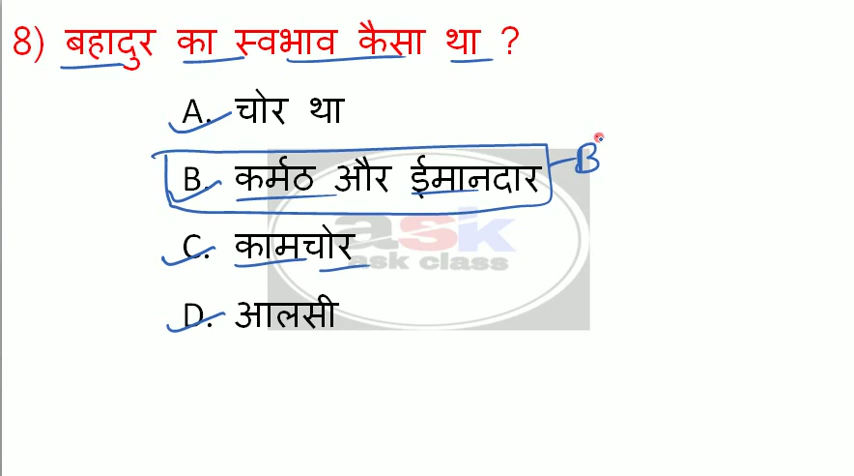 8) बहादुर का स्वभाव कैसा था ?
A. चोर था
B. कर्मठ और ईमानदार
B
C. कामचोर
D. आलसी
ask
ask class